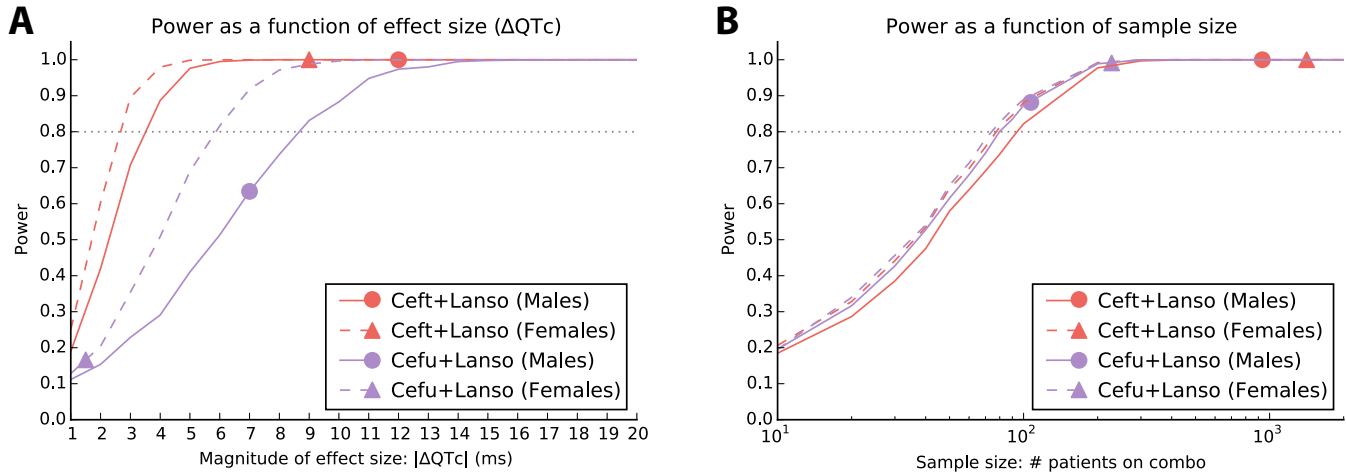 A
Power as a function of effect size (ΔQTc)
Power
1.0
0.9
0.8
0.7
0.6
0.5
0.4
0.3
0.2
0.1
0.0
1 2 3 4 5 6 7 8 9 10 11 12 13 14 15 16 17 18 19 20
Magnitude of effect size: |ΔQTc| (ms)
Ceft+Lanso (Males)
Ceft+Lanso (Females)
Cefu+Lanso (Males)
Cefu+Lanso (Females)
B
Power as a function of sample size
Power
1.0
0.9
0.8
0.7
0.6
0.5
0.4
0.3
0.2
0.1
0.0
10¹ 10² 10³
Sample size: # patients on combo
Ceft+Lanso (Males)
Ceft+Lanso (Females)
Cefu+Lanso (Males)
Cefu+Lanso (Females)